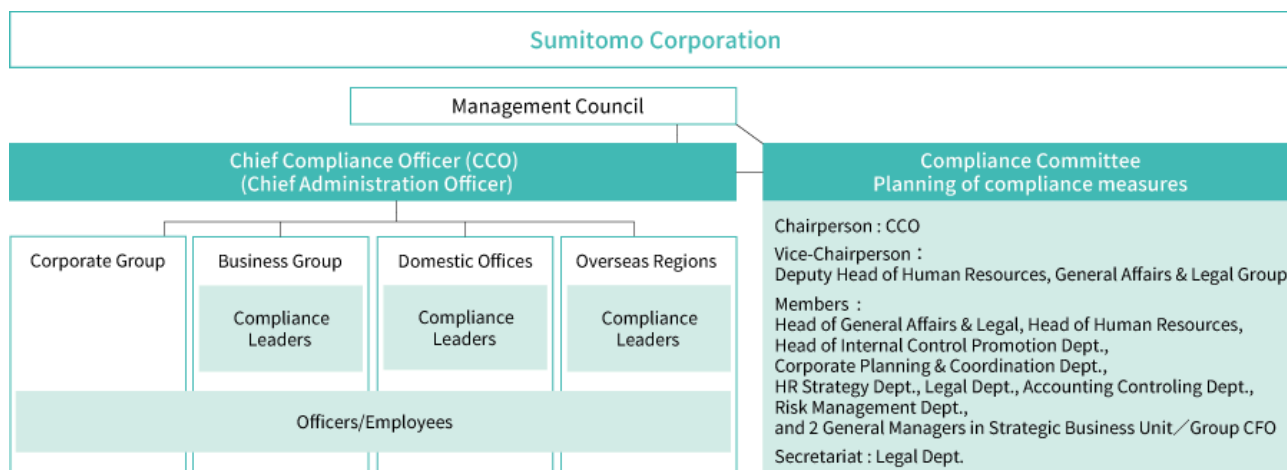 Sumitomo Corporation
Management Council
Chief Compliance Officer (CCO)
(Chief Administration Officer)
Corporate Group
Business Group
Compliance
Leaders
Domestic Offices
Compliance
Leaders
Overseas Regions
Compliance
Leaders
Officers/Employees
Compliance Committee
Planning of compliance measures
Chairperson : CCO
Vice-Chairperson：
Deputy Head of Human Resources, General Affairs & Legal Group
Members：
Head of General Affairs & Legal, Head of Human Resources,
Head of Internal Control Promotion Dept.,
Corporate Planning & Coordination Dept.,
HR Strategy Dept., Legal Dept., Accounting Controling Dept.,
Risk Management Dept.,
and 2 General Managers in Strategic Business Unit／Group CFO
Secretariat : Legal Dept.